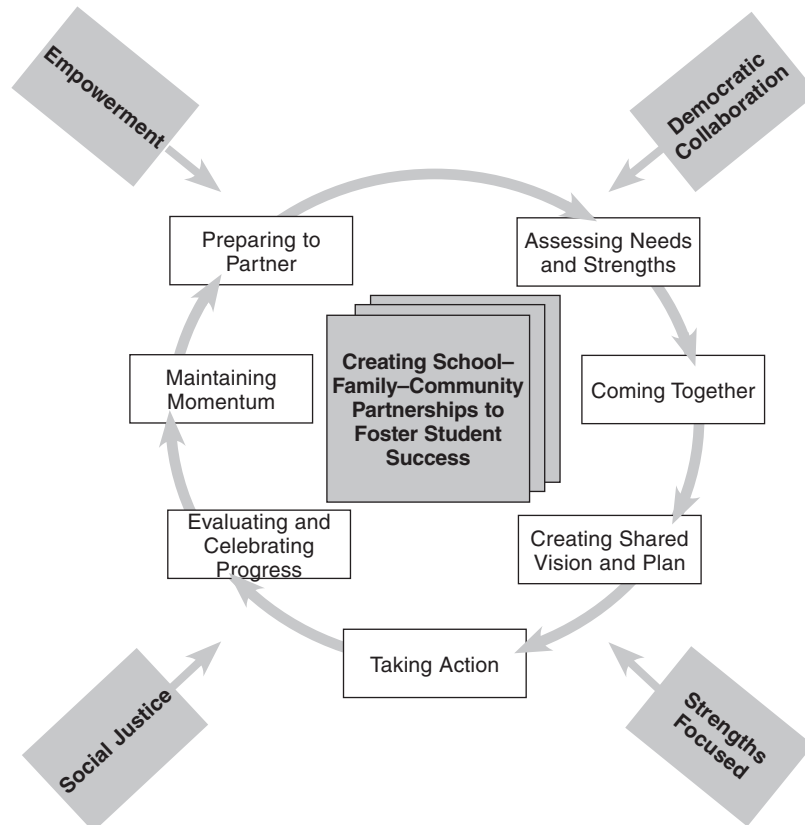 Empowerment
Democratic
Collaboration
Preparing to
Partner
Assessing Needs
and Strengths
Creating School–
Family–Community
Partnerships to
Foster Student
Success
Maintaining
Momentum
Coming Together
Evaluating and
Celebrating
Progress
Creating Shared
Vision and Plan
Taking Action
Social Justice
Strengths
Focused